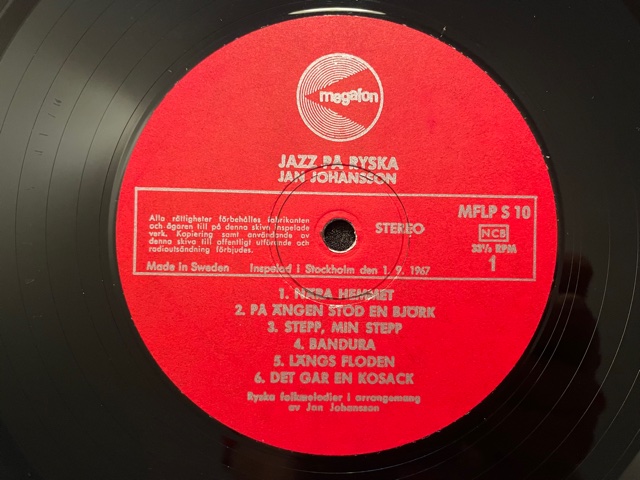 megafon
JAZZ PÅ RYSKA
JAN JOHANSSON
Alla rättigheter förbehålles fabrikanten
och ägaren till på denna skiva inspelade
verk. Kopiering samt användande av
denna skiva till offentligt utförande och
radioutsändning förbjudes.
STEREO
MFLP S 10
NCB
33⅓ RPM
1
Made in Sweden
Inspelad i Stockholm den 1. 9. 1967
1. NÄRA HEMMET
2. PÅ ÄNGEN STOD EN BJÖRK
3. STEPP, MIN STEPP
4. BANDURA
5. LÄNGS FLODEN
6. DET GÅR EN KOSACK
Ryska folkmelodier i arrangemang
av Jan Johansson